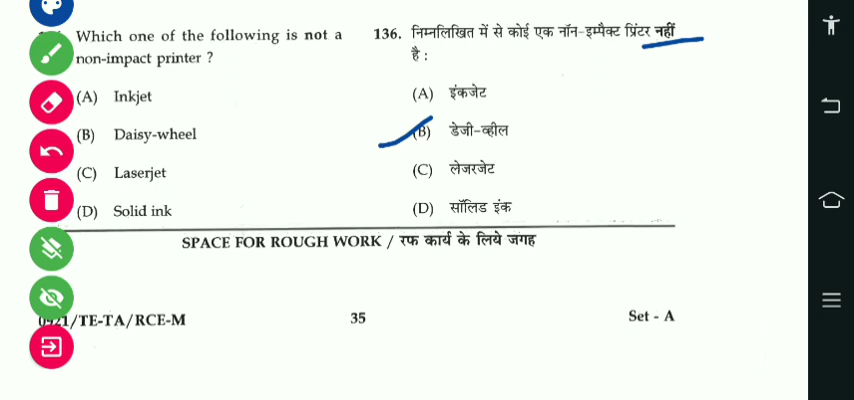 Which one of the following is not a
non-impact printer ?
(A) Inkjet
(B) Daisy-wheel
(C) Laserjet
(D) Solid ink
136. निम्नलिखित में से कोई एक नॉन-इम्पैक्ट प्रिंटर नहीं
है :
(A) इंकजेट
(B) डेजी-व्हील
(C) लेजरजेट
(D) सॉलिड इंक
SPACE FOR ROUGH WORK / रफ कार्य के लिये जगह
0921/TE-TA/RCE-M
35
Set - A